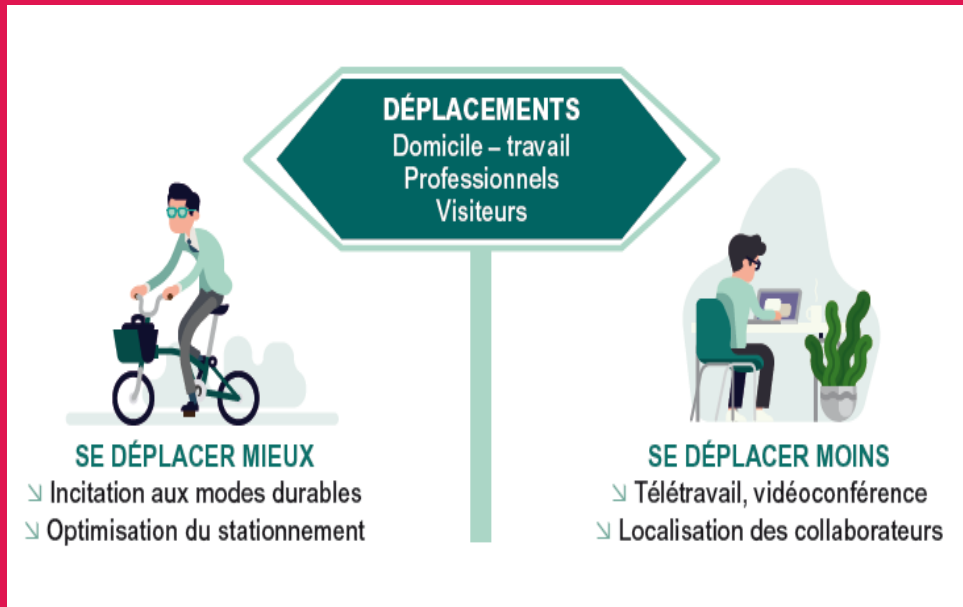 DÉPLACEMENTS
Domicile – travail
Professionnels
Visiteurs
SE DÉPLACER MIEUX
↘ Incitation aux modes durables
↘ Optimisation du stationnement
SE DÉPLACER MOINS
↘ Télétravail, vidéoconférence
↘ Localisation des collaborateurs